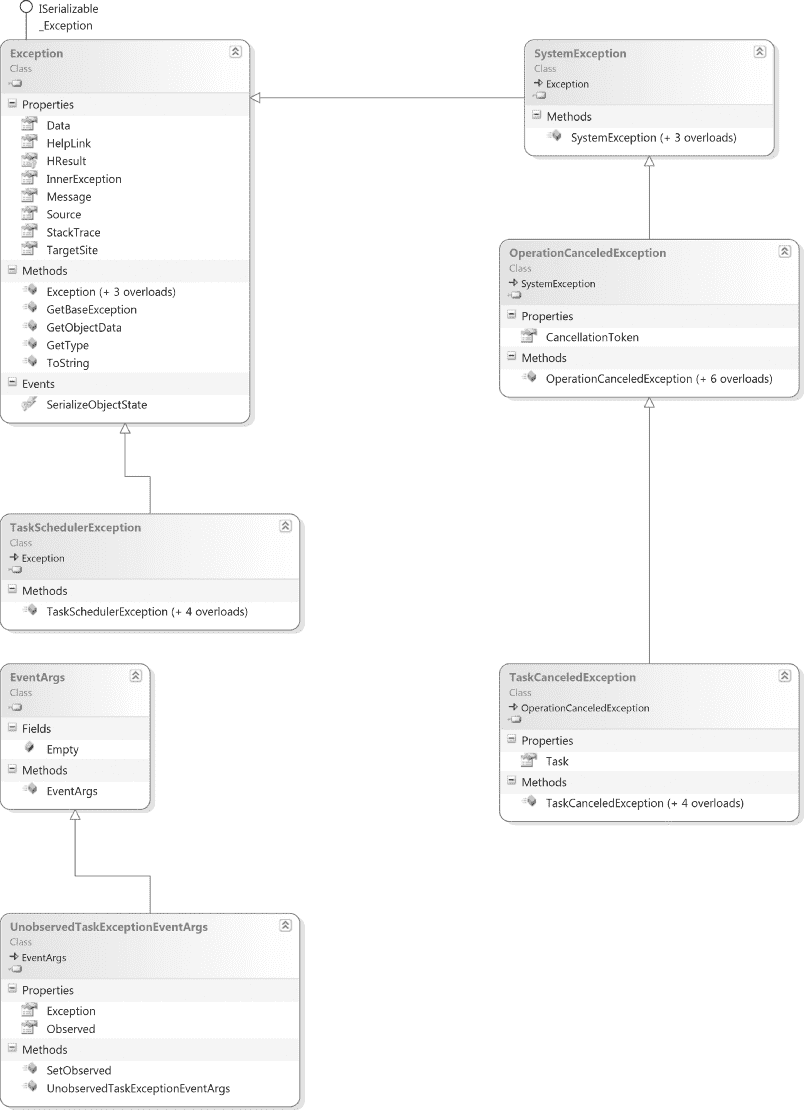 ISerializable
_Exception
Exception
Class
Properties
Data
HelpLink
HResult
InnerException
Message
Source
StackTrace
TargetSite
Methods
Exception (+ 3 overloads)
GetBaseException
GetObjectData
GetType
ToString
Events
SerializeObjectState
SystemException
Class
Exception
Methods
SystemException (+ 3 overloads)
OperationCanceledException
Class
SystemException
Properties
CancellationToken
Methods
OperationCanceledException (+ 6 overloads)
TaskSchedulerException
Class
Exception
Methods
TaskSchedulerException (+ 4 overloads)
EventArgs
Class
Fields
Empty
Methods
EventArgs
TaskCanceledException
Class
OperationCanceledException
Properties
Task
Methods
TaskCanceledException (+ 4 overloads)
UnobservedTaskExceptionEventArgs
Class
EventArgs
Properties
Exception
Observed
Methods
SetObserved
UnobservedTaskExceptionEventArgs